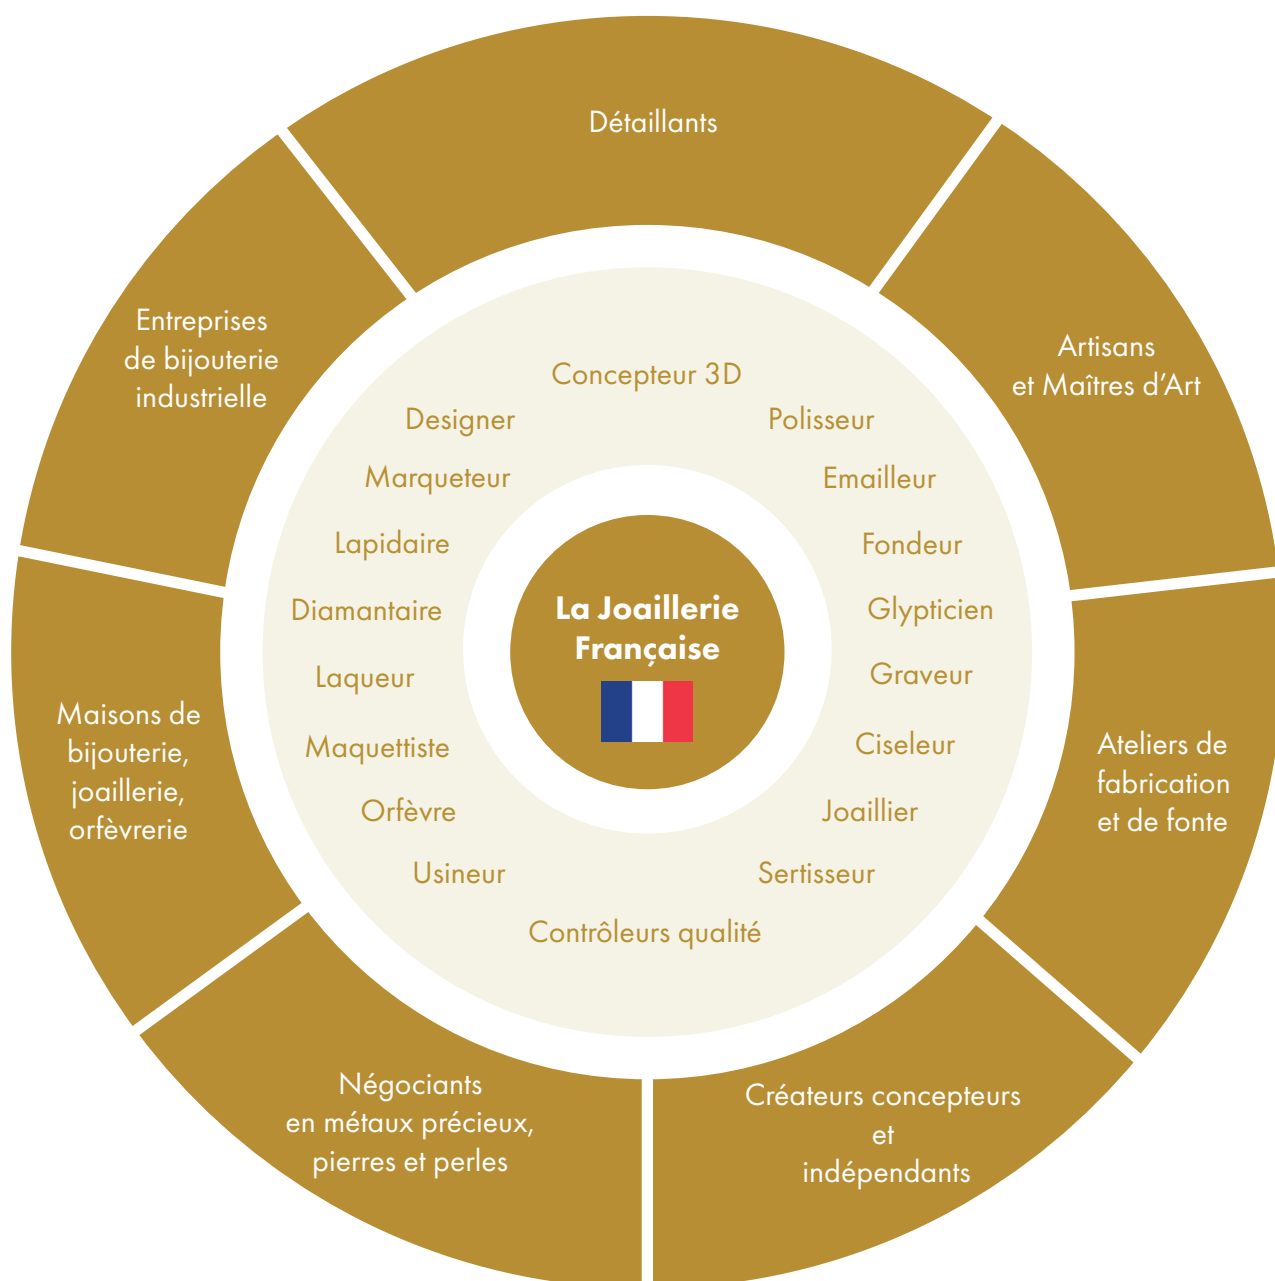 Détaillants
Artisans
et Maîtres d'Art
Ateliers de
fabrication
et de fonte
Créateurs concepteurs
et
indépendants
Négociants
en métaux précieux,
pierres et perles
Maisons de
bijouterie,
joaillerie,
orfèvrerie
Entreprises
de bijouterie
industrielle
Concepteur 3D
Polisseur
Emailleur
Fondeur
Glypticien
Graveur
Ciseleur
Joaillier
Sertisseur
Contrôleurs qualité
Usineur
Orfèvre
Maquettiste
Laqueur
Diamantaire
Lapidaire
Marqueteur
Designer
La Joaillerie
Française